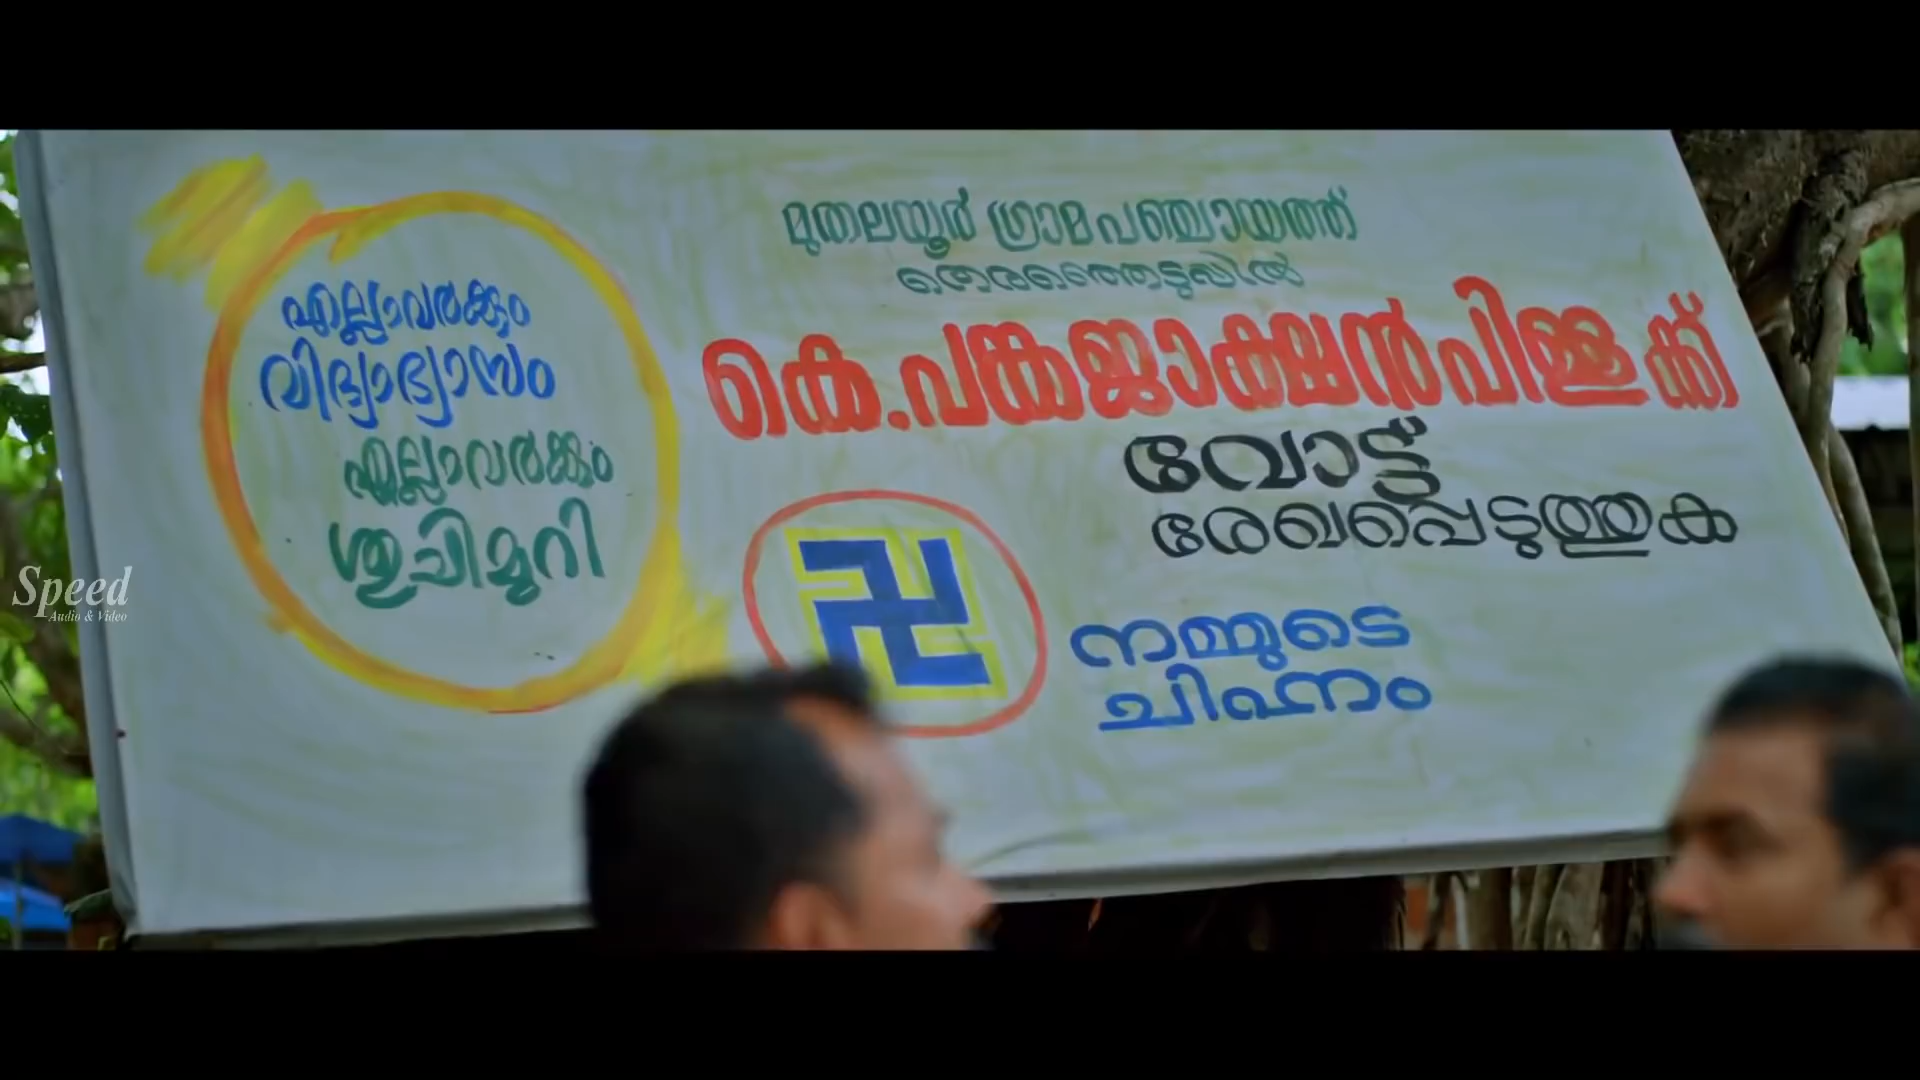 എല്ലാവർക്കും
വിദ്യാഭ്യാസം
എല്ലാവർക്കും
ശുചിമുറി
മുതലയൂർ ഗ്രാമപഞ്ചായത്ത്
തെരഞ്ഞെടുപ്പിൽ
കെ.പങ്കജാക്ഷൻപിള്ളക്ക്
വോട്ട്
രേഖപ്പെടുത്തുക
നമ്മുടെ
ചിഹ്നം
Speed
Audio & Video